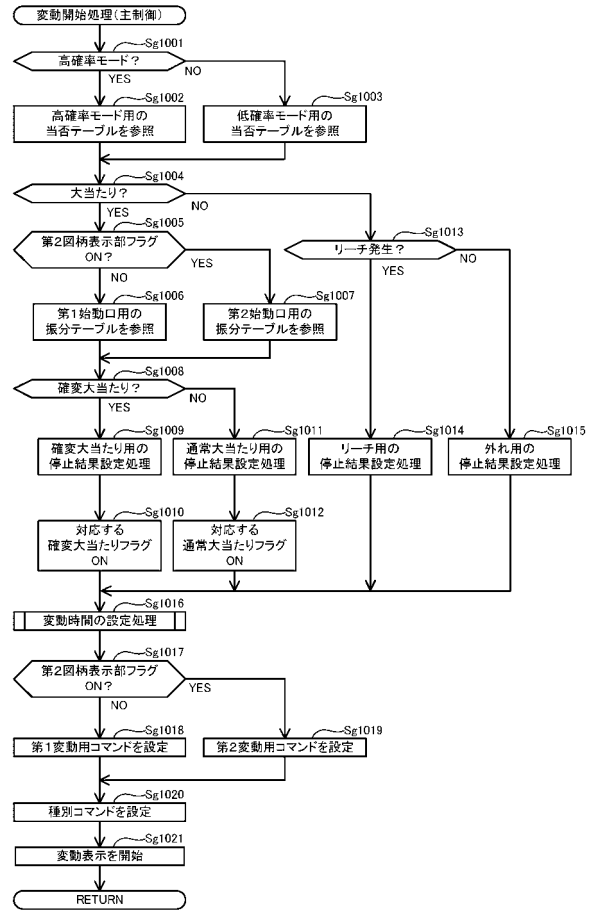 変動開始処理(主制御)
Sg1001
高確率モード?
YES
NO
Sg1002
高確率モード用の
当否テーブルを参照
Sg1003
低確率モード用の
当否テーブルを参照
Sg1004
大当たり?
YES
NO
Sg1005
第2図柄表示部フラグ
ON?
NO
YES
Sg1013
リーチ発生?
YES
NO
Sg1006
第1始動口用の
振分テーブルを参照
Sg1007
第2始動口用の
振分テーブルを参照
Sg1008
確変大当たり?
YES
NO
Sg1009
確変大当たり用の
停止結果設定処理
Sg1011
通常大当たり用の
停止結果設定処理
Sg1014
リーチ用の
停止結果設定処理
Sg1015
外れ用の
停止結果設定処理
Sg1010
対応する
確変大当たりフラグ
ON
Sg1012
対応する
通常大当たりフラグ
ON
Sg1016
変動時間の設定処理
Sg1017
第2図柄表示部フラグ
ON?
NO
YES
Sg1018
第1変動用コマンドを設定
Sg1019
第2変動用コマンドを設定
Sg1020
種別コマンドを設定
Sg1021
変動表示を開始
RETURN